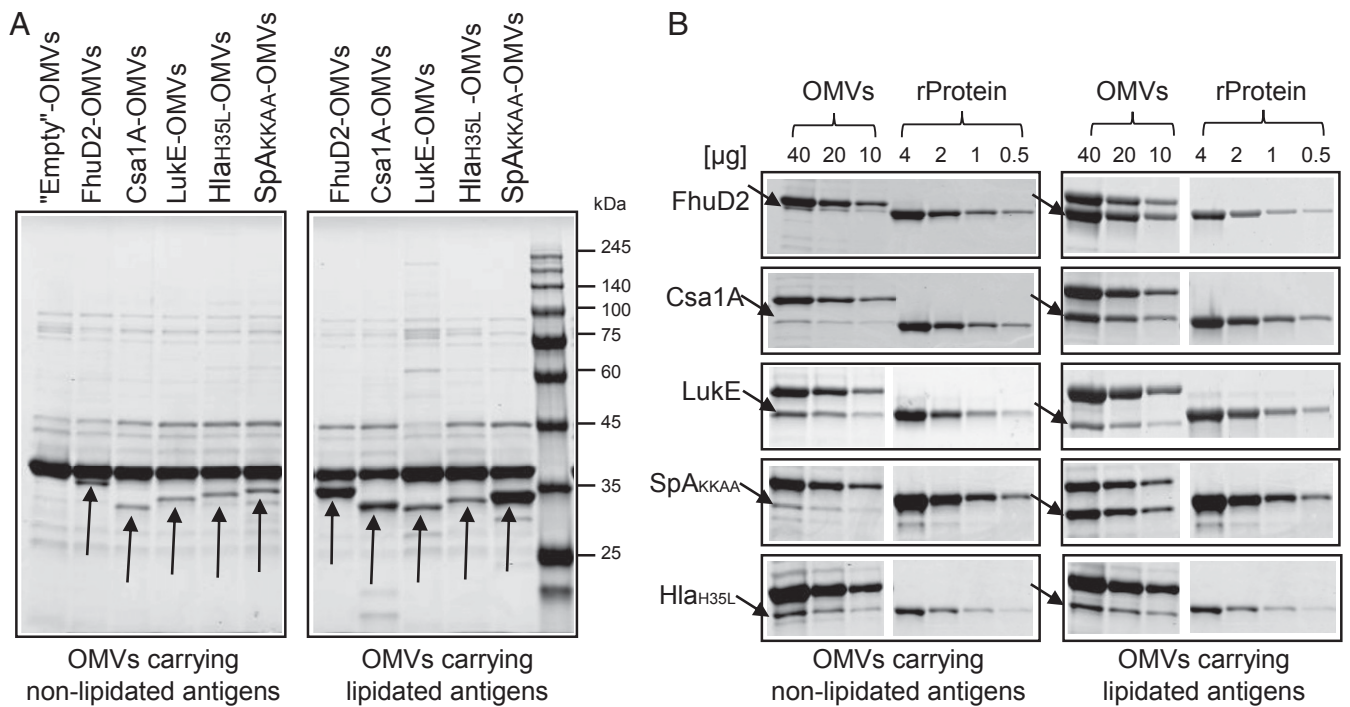 A
"Empty"-OMVs
FhuD2-OMVs
Csa1A-OMVs
LukE-OMVs
HlaH35L-OMVs
SpAKKAA-OMVs
FhuD2-OMVs
Csa1A-OMVs
LukE-OMVs
HlaH35L -OMVs
SpAKKAA-OMVs
kDa
245
140
100
75
60
45
35
25
OMVs carrying
non-lipidated antigens
OMVs carrying
lipidated antigens
B
OMVs rProtein OMVs rProtein
[µg] 40 20 10 4 2 1 0.5 40 20 10 4 2 1 0.5
FhuD2
Csa1A
LukE
SpAKKAA
HlaH35L
OMVs carrying
non-lipidated antigens
OMVs carrying
lipidated antigens